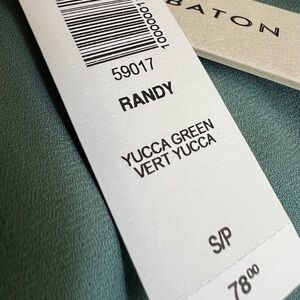 BATON
10000001
59017
RANDY
YUCCA GREEN
VERT YUCCA
S/P
78.00